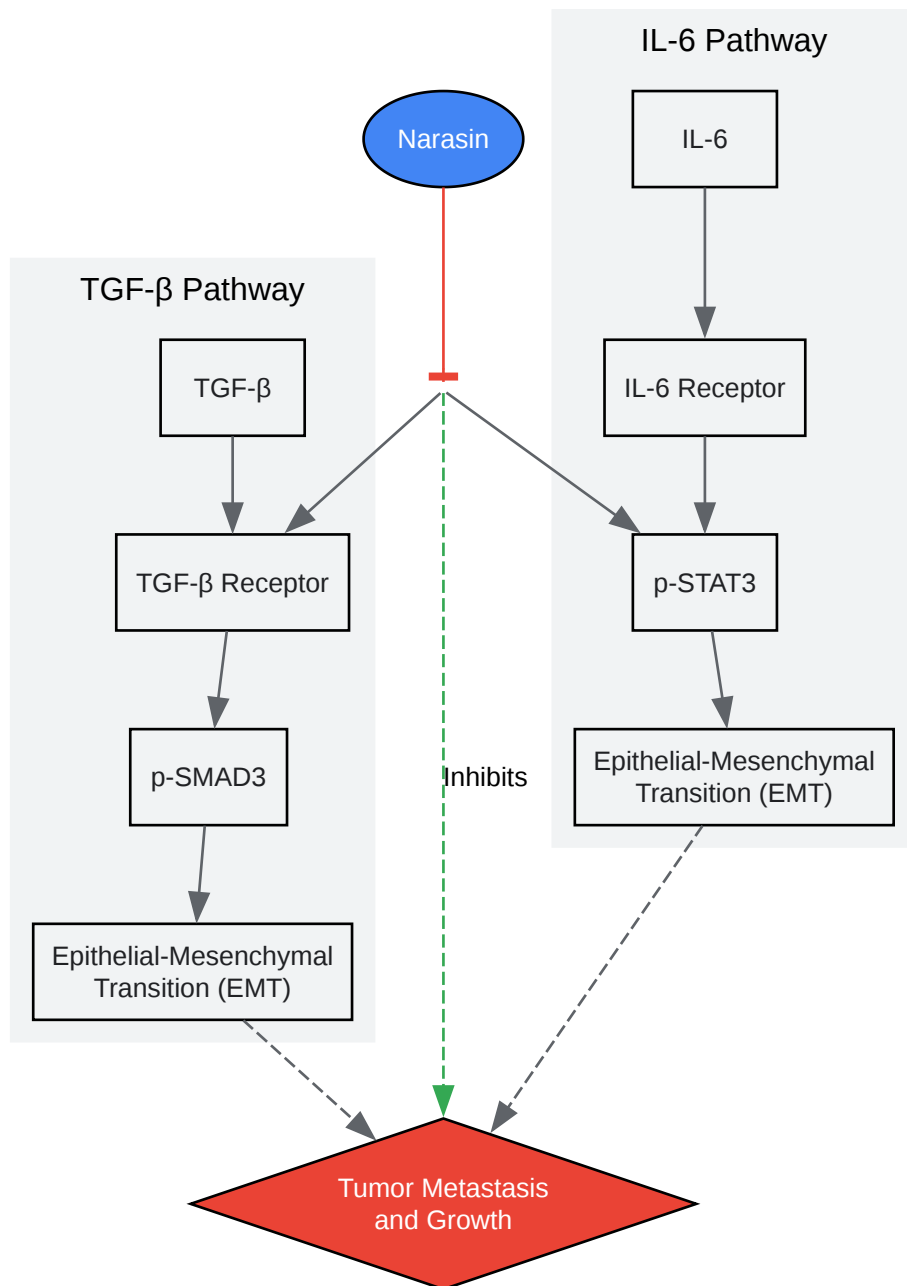 IL-6 Pathway
Narasin
IL-6
TGF-β Pathway
TGF-β
IL-6 Receptor
TGF-β Receptor
p-STAT3
p-SMAD3
Inhibits
Epithelial-Mesenchymal
Transition (EMT)
Epithelial-Mesenchymal
Transition (EMT)
Tumor Metastasis
and Growth